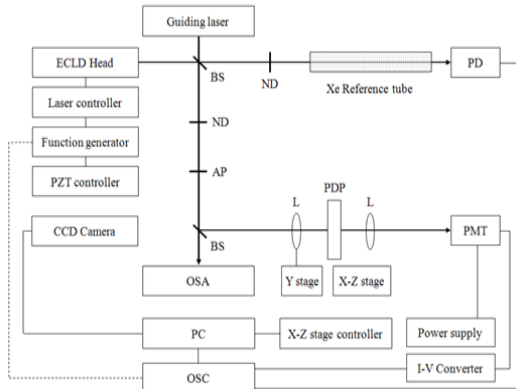 Guiding laser
ECLD Head
BS
ND
Xe Reference tube
PD
Laser controller
Function generator
ND
PZT controller
AP
PDP
CCD Camera
L
L
BS
PMT
OSA
Y stage
X-Z stage
PC
X-Z stage controller
Power supply
OSC
I-V Converter